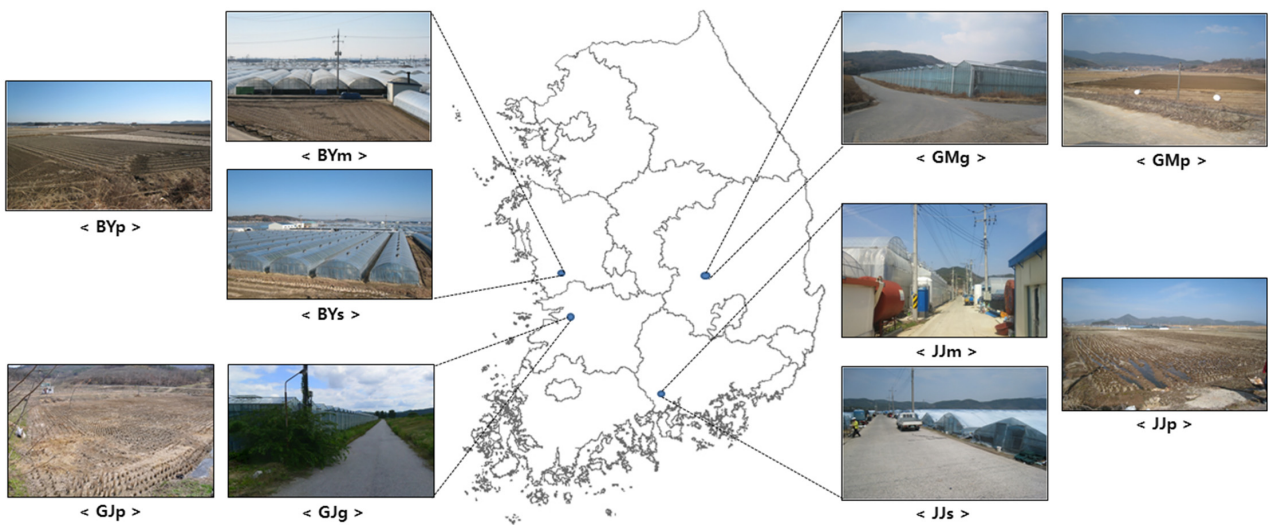 < BYm >
< GMg >
< GMp >
< BYp >
< BYs >
< JJm >
< JJp >
< GJp >
< GJg >
< JJs >